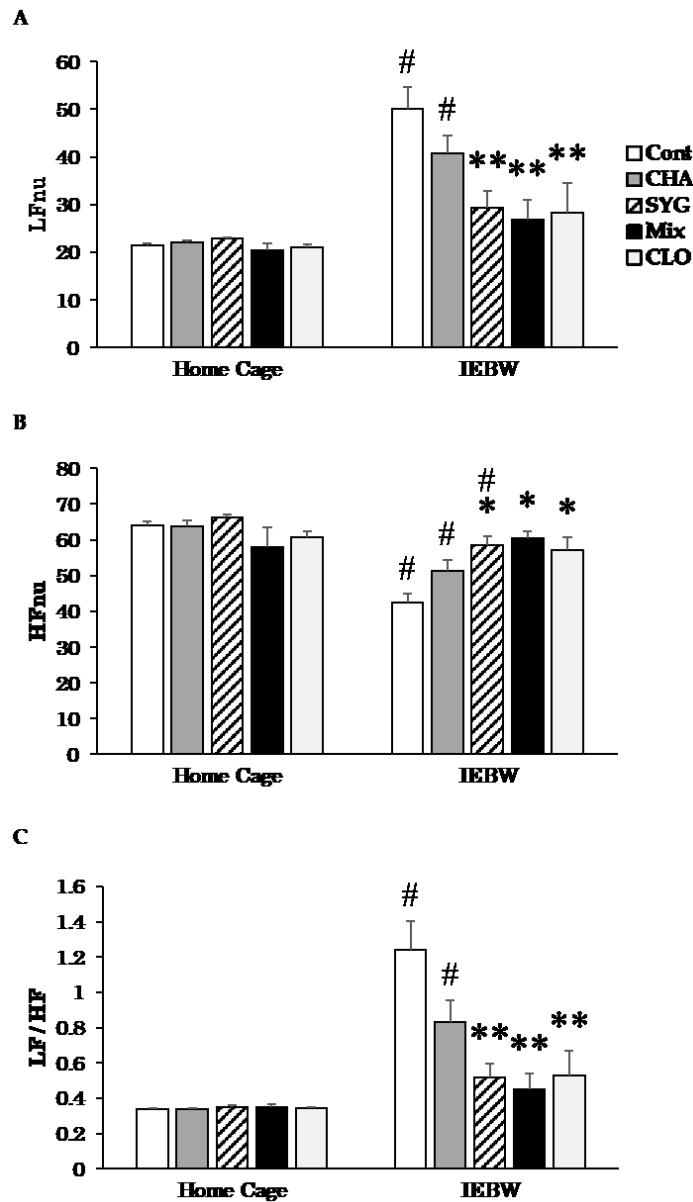 A
60
50
40
30
20
10
0
LFnu
# # ** ** **
Home Cage IEBW
Cont
CHA
SYG
Mix
CLO
B
80
70
60
50
40
30
20
10
0
HFnu
#
# # * * *
Home Cage IEBW
C
1.6
1.4
1.2
1
0.8
0.6
0.4
0.2
0
LF/HF
# # ** ** **
Home Cage IEBW